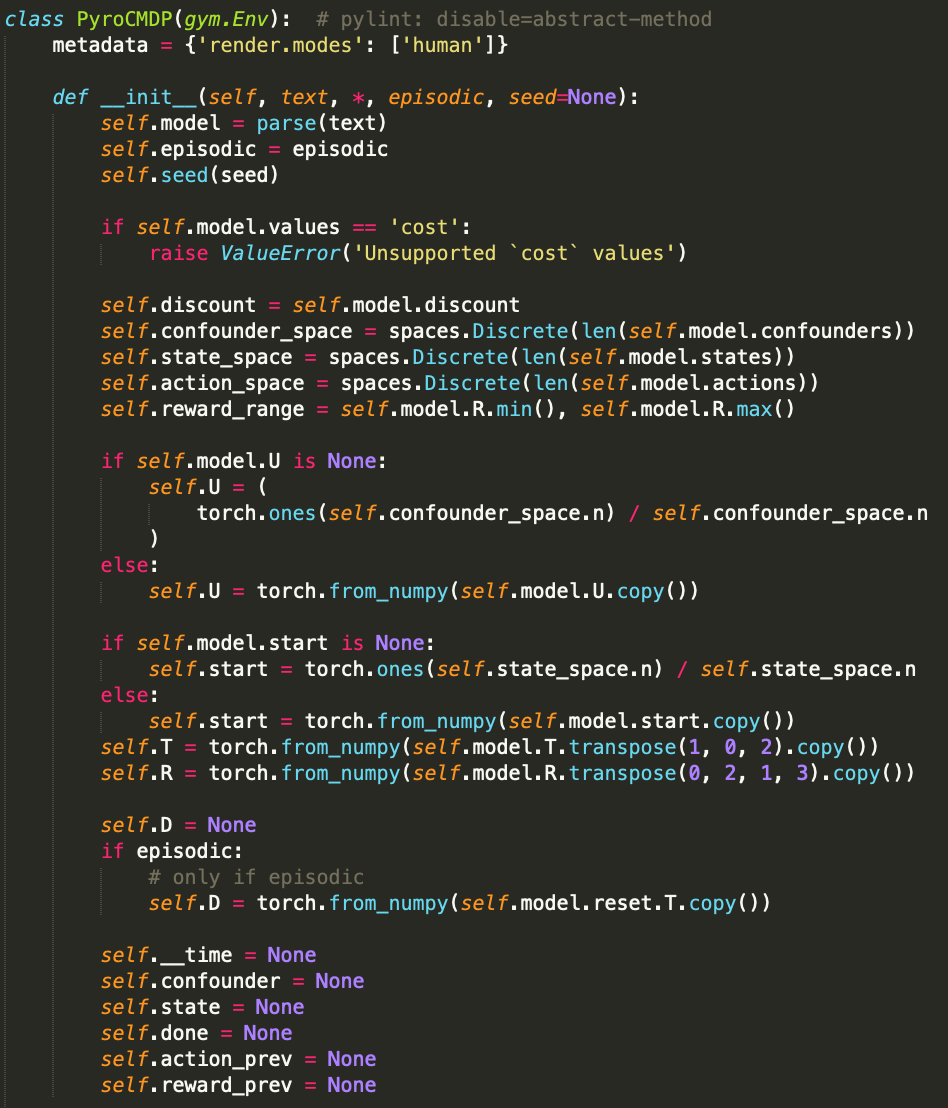 class PyroCMDP(gym.Env):  # pylint: disable=abstract-method
    metadata = {'render.modes': ['human']}

    def __init__(self, text, *, episodic, seed=None):
        self.model = parse(text)
        self.episodic = episodic
        self.seed(seed)

        if self.model.values == 'cost':
            raise ValueError('Unsupported `cost` values')

        self.discount = self.model.discount
        self.confounder_space = spaces.Discrete(len(self.model.confounders))
        self.state_space = spaces.Discrete(len(self.model.states))
        self.action_space = spaces.Discrete(len(self.model.actions))
        self.reward_range = self.model.R.min(), self.model.R.max()

        if self.model.U is None:
            self.U = (
                torch.ones(self.confounder_space.n) / self.confounder_space.n
            )
        else:
            self.U = torch.from_numpy(self.model.U.copy())

        if self.model.start is None:
            self.start = torch.ones(self.state_space.n) / self.state_space.n
        else:
            self.start = torch.from_numpy(self.model.start.copy())
        self.T = torch.from_numpy(self.model.T.transpose(1, 0, 2).copy())
        self.R = torch.from_numpy(self.model.R.transpose(0, 2, 1, 3).copy())

        self.D = None
        if episodic:
            # only if episodic
            self.D = torch.from_numpy(self.model.reset.T.copy())

        self.__time = None
        self.confounder = None
        self.state = None
        self.done = None
        self.action_prev = None
        self.reward_prev = None